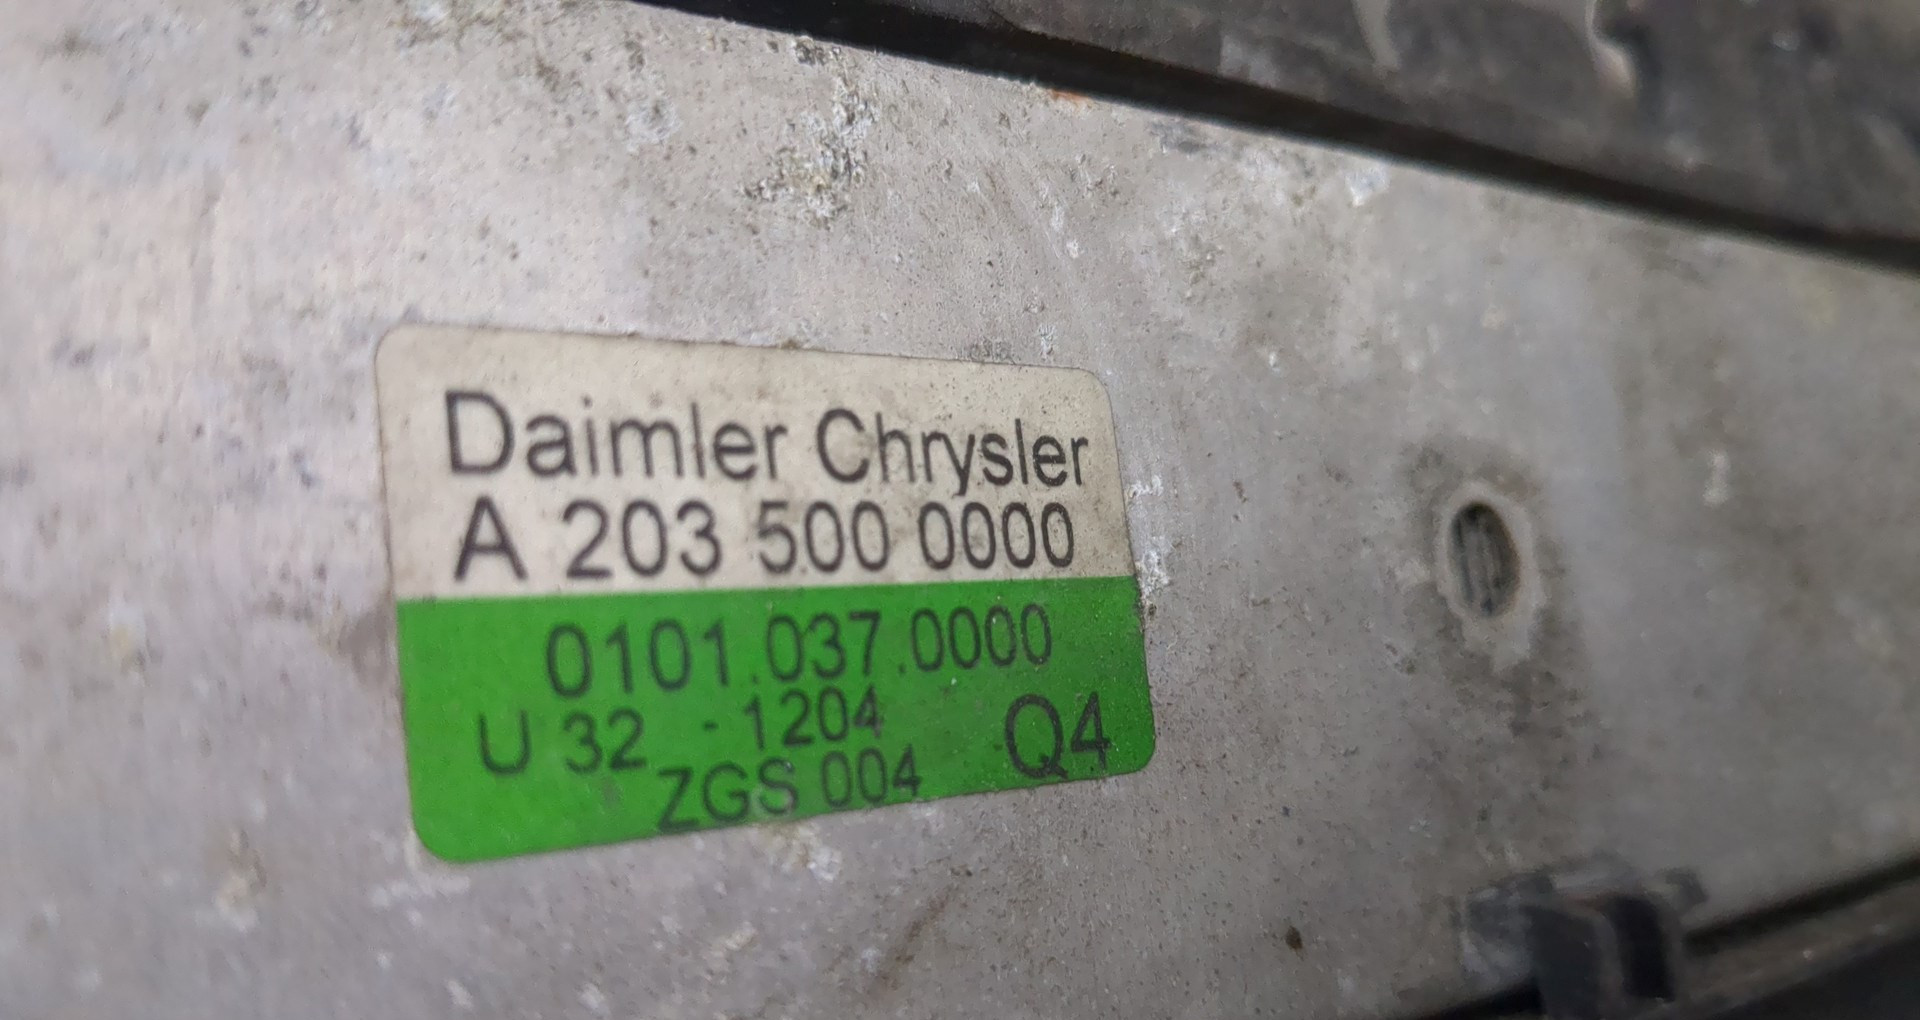 Daimler Chrysler
A 203 500 0000
0101.037.0000
U 32 - 1204 Q4
ZGS 004